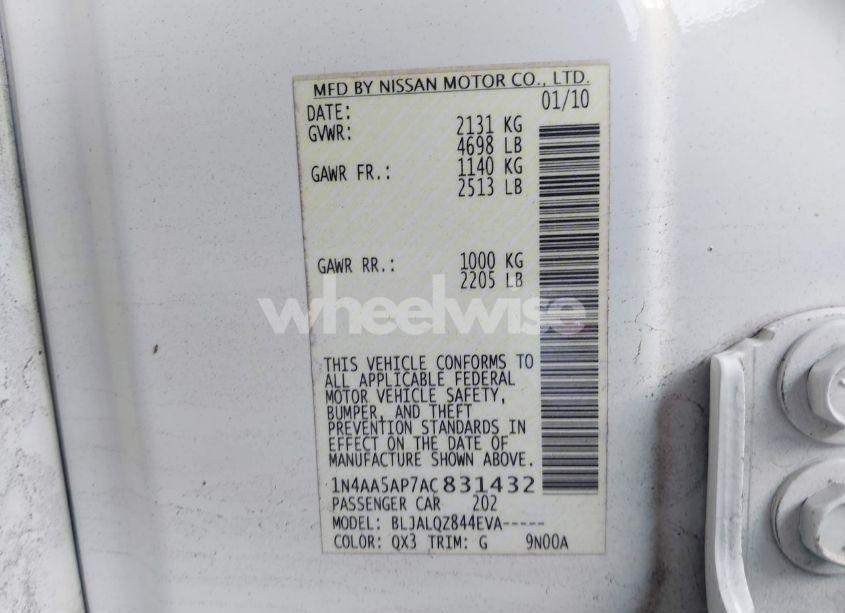 MFD BY NISSAN MOTOR CO., LTD.
DATE: 01/10
GVWR: 2131 KG
4698 LB
GAWR FR.: 1140 KG
2513 LB
GAWR RR.: 1000 KG
2205 LB
wheelwise
THIS VEHICLE CONFORMS TO
ALL APPLICABLE FEDERAL
MOTOR VEHICLE SAFETY,
BUMPER, AND THEFT
PREVENTION STANDARDS IN
EFFECT ON THE DATE OF
MANUFACTURE SHOWN ABOVE.
1N4AA5AP7AC831432
PASSENGER CAR 202
MODEL: BLJALQZ844EVA-----
COLOR: QX3 TRIM: G 9N00A